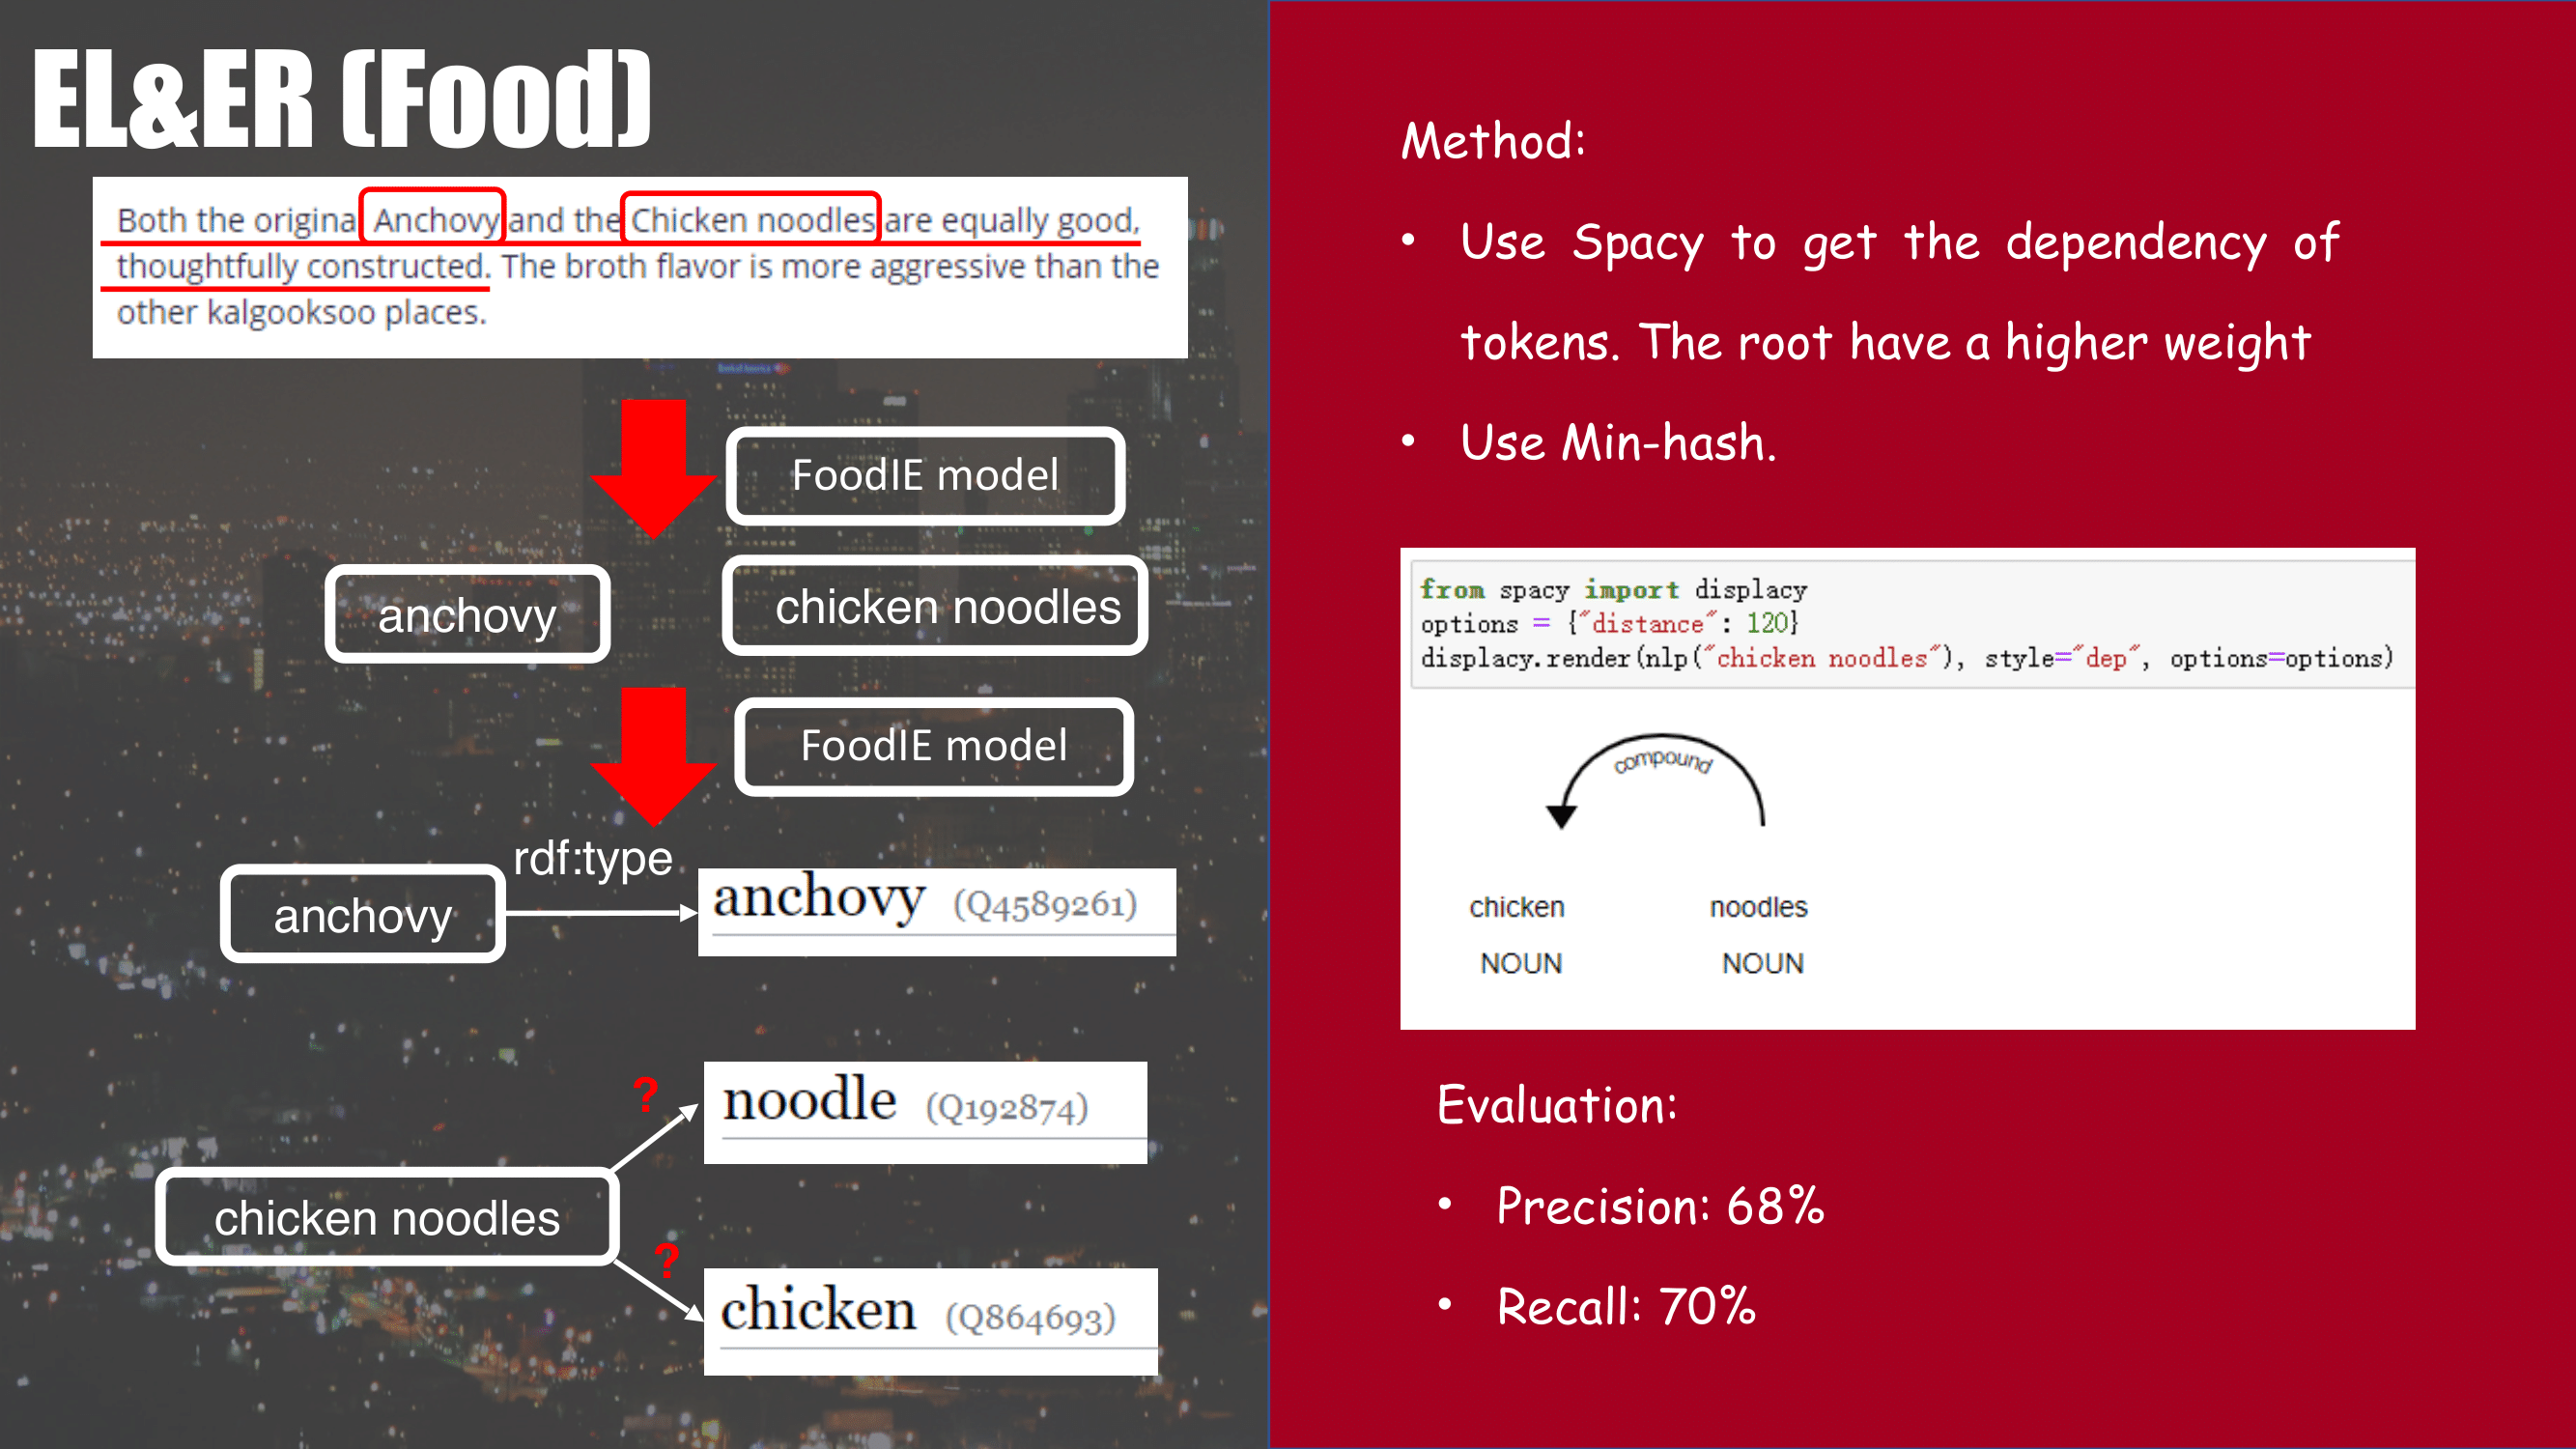 EL&ER (Food)
Both the origina Anchovy and the Chicken noodles are equally good,
thoughtfully constructed. The broth flavor is more aggressive than the
other kalgooksoo places.
FoodIE model
anchovy
chicken noodles
FoodIE model
rdf:type
anchovy
anchovy (Q4589261)
?
noodle (Q192874)
chicken noodles
?
chicken (Q864693)
Method:
• Use Spacy to get the dependency of
tokens. The root have a higher weight
• Use Min-hash.
from spacy import displacy
options = {"distance": 120}
displacy.render(nlp("chicken noodles"), style="dep", options=options)
compound
chicken noodles
NOUN NOUN
Evaluation:
• Precision: 68%
• Recall: 70%